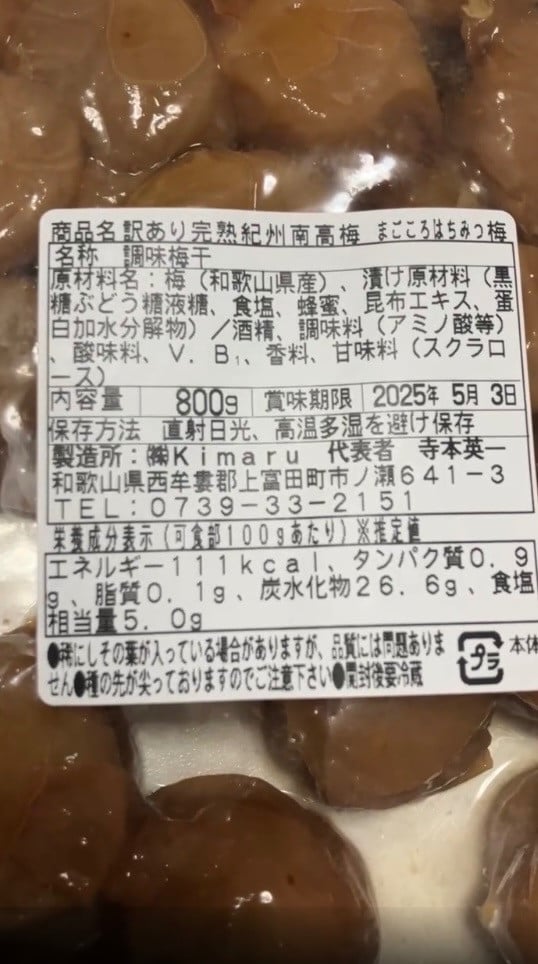 商品名 訳あり完熟紀州南高梅 まごころはちみつ梅
名称 調味梅干
原材料名：梅（和歌山県産）、漬け原材料（黒
糖ぶどう糖液糖、食塩、蜂蜜、昆布エキス、蛋
白加水分解物）／酒精、調味料（アミノ酸等）
、酸味料、V．B₁、香料、甘味料（スクラロ
ース）
内容量 800g 賞味期限 2025年 5月 3日
保存方法 直射日光、高温多湿を避け保存
製造所：㈱Kimaru 代表者 寺本英一
和歌山県西牟婁郡上富田町市ノ瀬641－3
TEL：0739－33－2151
栄養成分表示（可食部100gあたり）※推定値
エネルギー111kcal、タンパク質0．9
g、脂質0．1g、炭水化物26．6g、食塩
相当量5．0g
●稀にしその葉が入っている場合がありますが、品質には問題ありま
せん●種の先が尖っておりますのでご注意下さい●開封後要冷蔵
プラ 本体